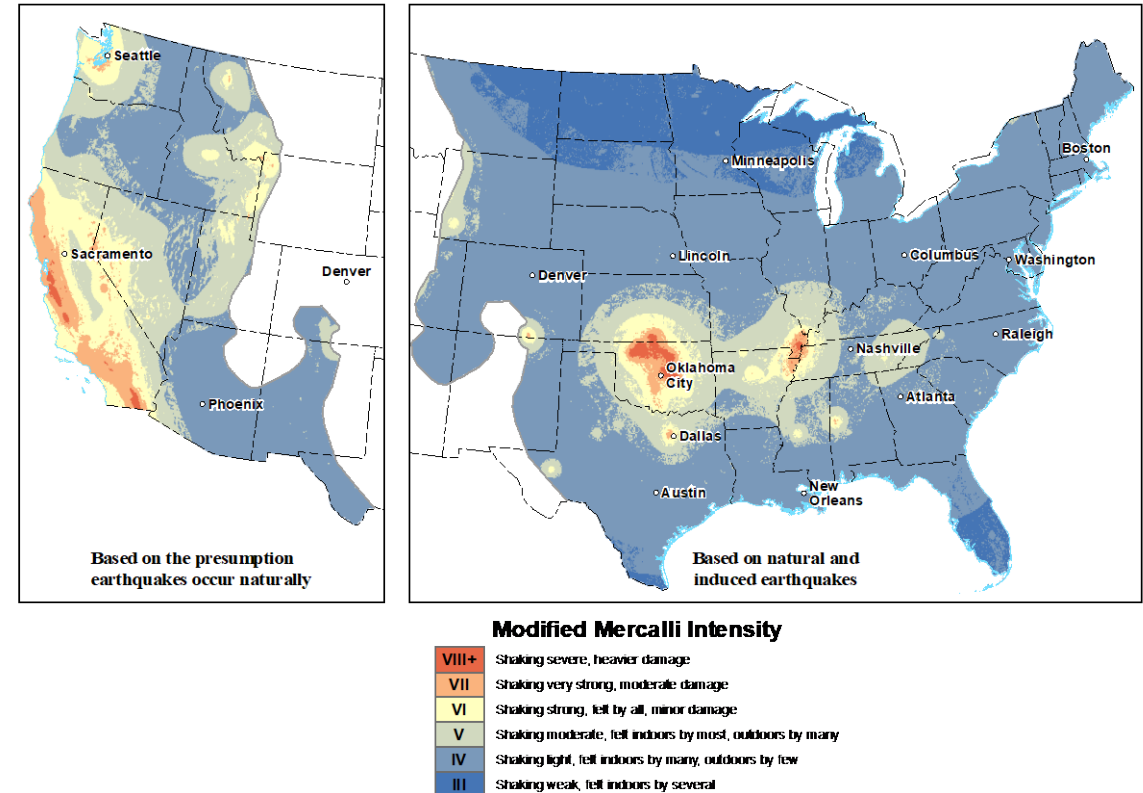 Seattle
Sacramento
Denver
Phoenix
Based on the presumption
earthquakes occur naturally
Minneapolis
Boston
Lincoln
Columbus
Washington
Denver
Raleigh
Nashville
Oklahoma
City
Atlanta
Dallas
Austin
New
Orleans
Based on natural and
induced earthquakes
Modified Mercalli Intensity
VIII+ Shaking severe, heavier damage
VII Shaking very strong, moderate damage
VI Shaking strong, felt by all, minor damage
V Shaking moderate, felt indoors by most, outdoors by many
IV Shaking light, felt indoors by many, outdoors by few
III Shaking weak, felt indoors by several